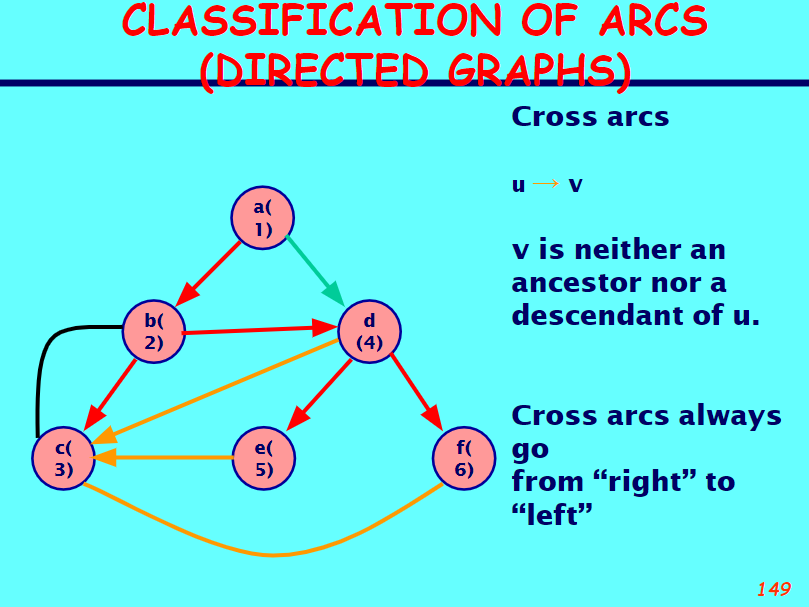 CLASSIFICATION OF ARCS
(DIRECTED GRAPHS)
Cross arcs
u → v
v is neither an
ancestor nor a
descendant of u.
Cross arcs always
go
from “right” to
“left”
a(
1)
b(
2)
d
(4)
c(
3)
e(
5)
f(
6)
149